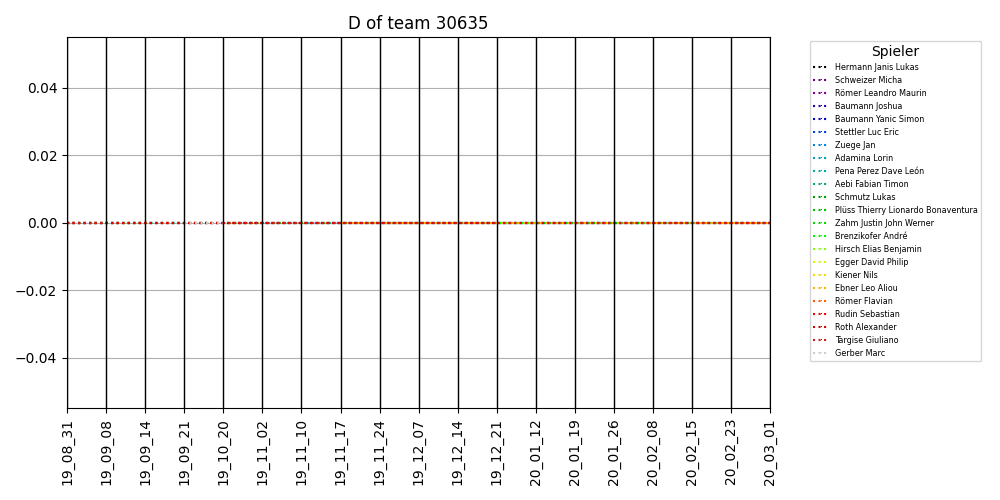 D of team 30635
0.04
0.02
0.00
−0.02
−0.04
19_08_31
19_09_08
19_09_14
19_09_21
19_10_20
19_11_02
19_11_10
19_11_17
19_11_24
19_12_07
19_12_14
19_12_21
20_01_12
20_01_19
20_01_26
20_02_08
20_02_15
20_02_23
20_03_01
Spieler
Hermann Janis Lukas
Schweizer Micha
Römer Leandro Maurin
Baumann Joshua
Baumann Yanic Simon
Stettler Luc Eric
Zuege Jan
Adamina Lorin
Pena Perez Dave León
Aebi Fabian Timon
Schmutz Lukas
Plüss Thierry Lionardo Bonaventura
Zahm Justin John Werner
Brenzikofer André
Hirsch Elias Benjamin
Egger David Philip
Kiener Nils
Ebner Leo Aliou
Römer Flavian
Rudin Sebastian
Roth Alexander
Targise Giuliano
Gerber Marc